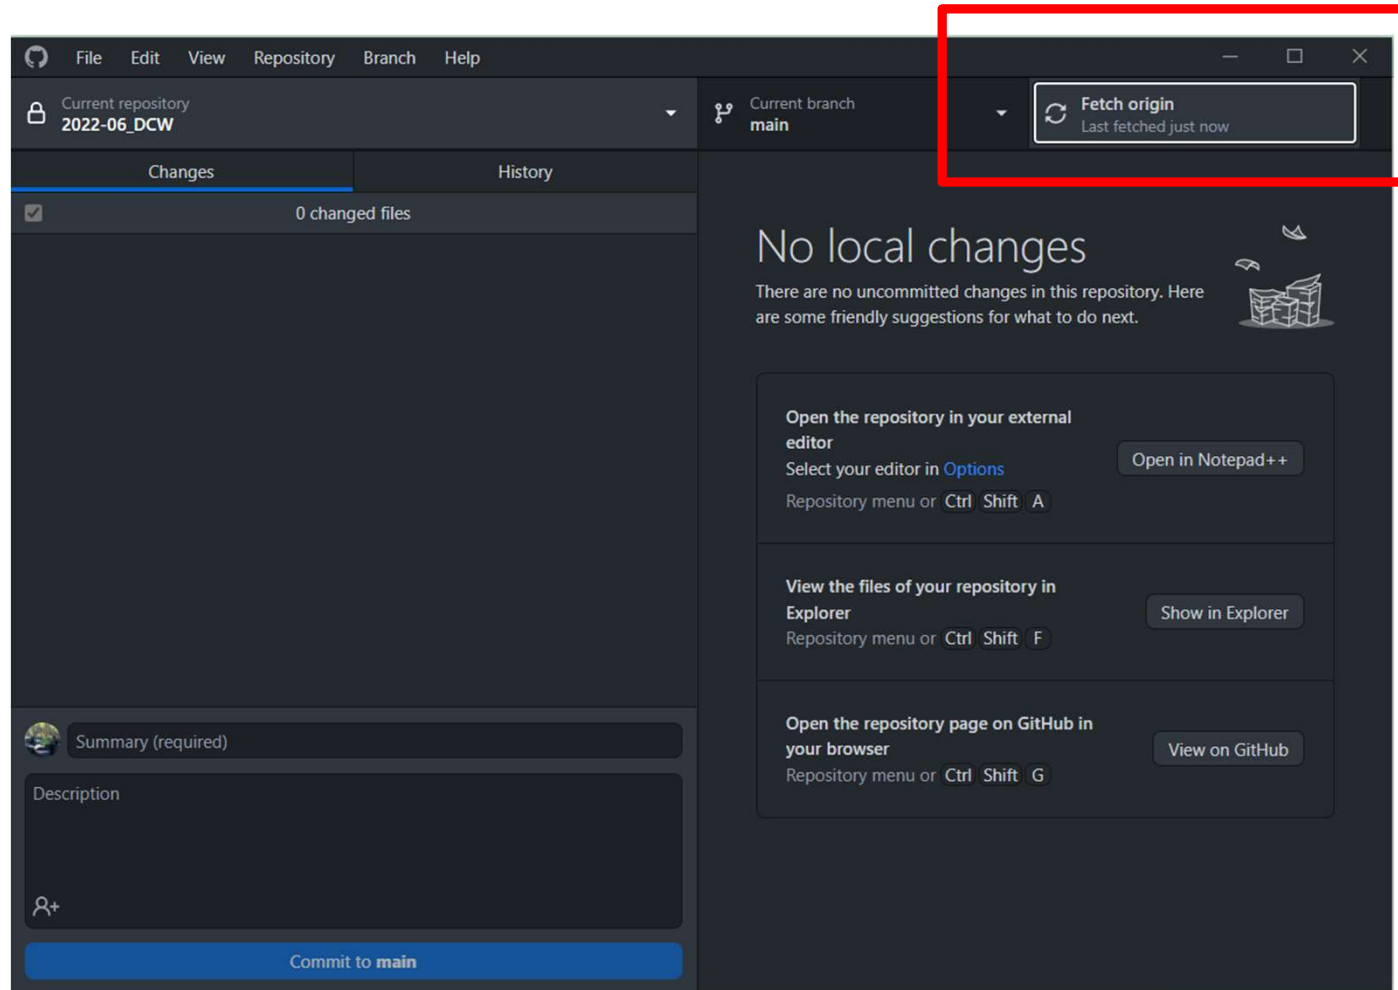 File Edit View Repository Branch Help
Current repository
2022-06_DCW
Current branch
main
Fetch origin
Last fetched just now
Changes History
0 changed files
No local changes
There are no uncommitted changes in this repository. Here
are some friendly suggestions for what to do next.
Open the repository in your external
editor
Select your editor in Options
Repository menu or Ctrl Shift A
Open in Notepad++
View the files of your repository in
Explorer
Repository menu or Ctrl Shift F
Show in Explorer
Open the repository page on GitHub in
your browser
Repository menu or Ctrl Shift G
View on GitHub
Summary (required)
Description
Commit to main